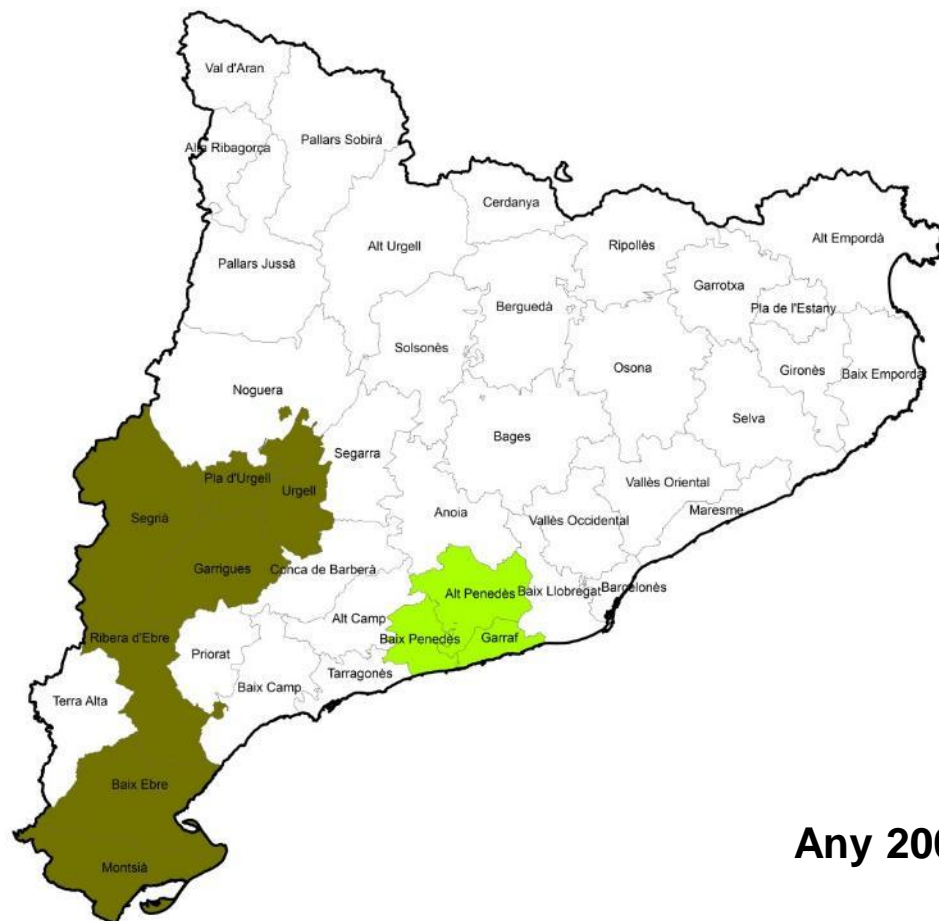 Val d'Aran
Pallars Sobirà
Alta Ribagorça
Cerdanya
Alt Urgell
Ripollès
Alt Empordà
Pallars Jussà
Garrotxa
Berguedà
Pla de l'Estany
Solsonès
Osona
Gironès
Baix Empordà
Noguera
Selva
Bages
Segarra
Pla d'Urgell
Urgell
Vallès Oriental
Anoia
Vallès Occidental
Maresme
Segrià
Garrigues
Conca de Barberà
Alt Penedès
Baix Llobregat
Barcelonès
Alt Camp
Ribera d'Ebre
Baix Penedès
Garraf
Priorat
Tarragonès
Baix Camp
Terra Alta
Baix Ebre
Montsià
Any 200